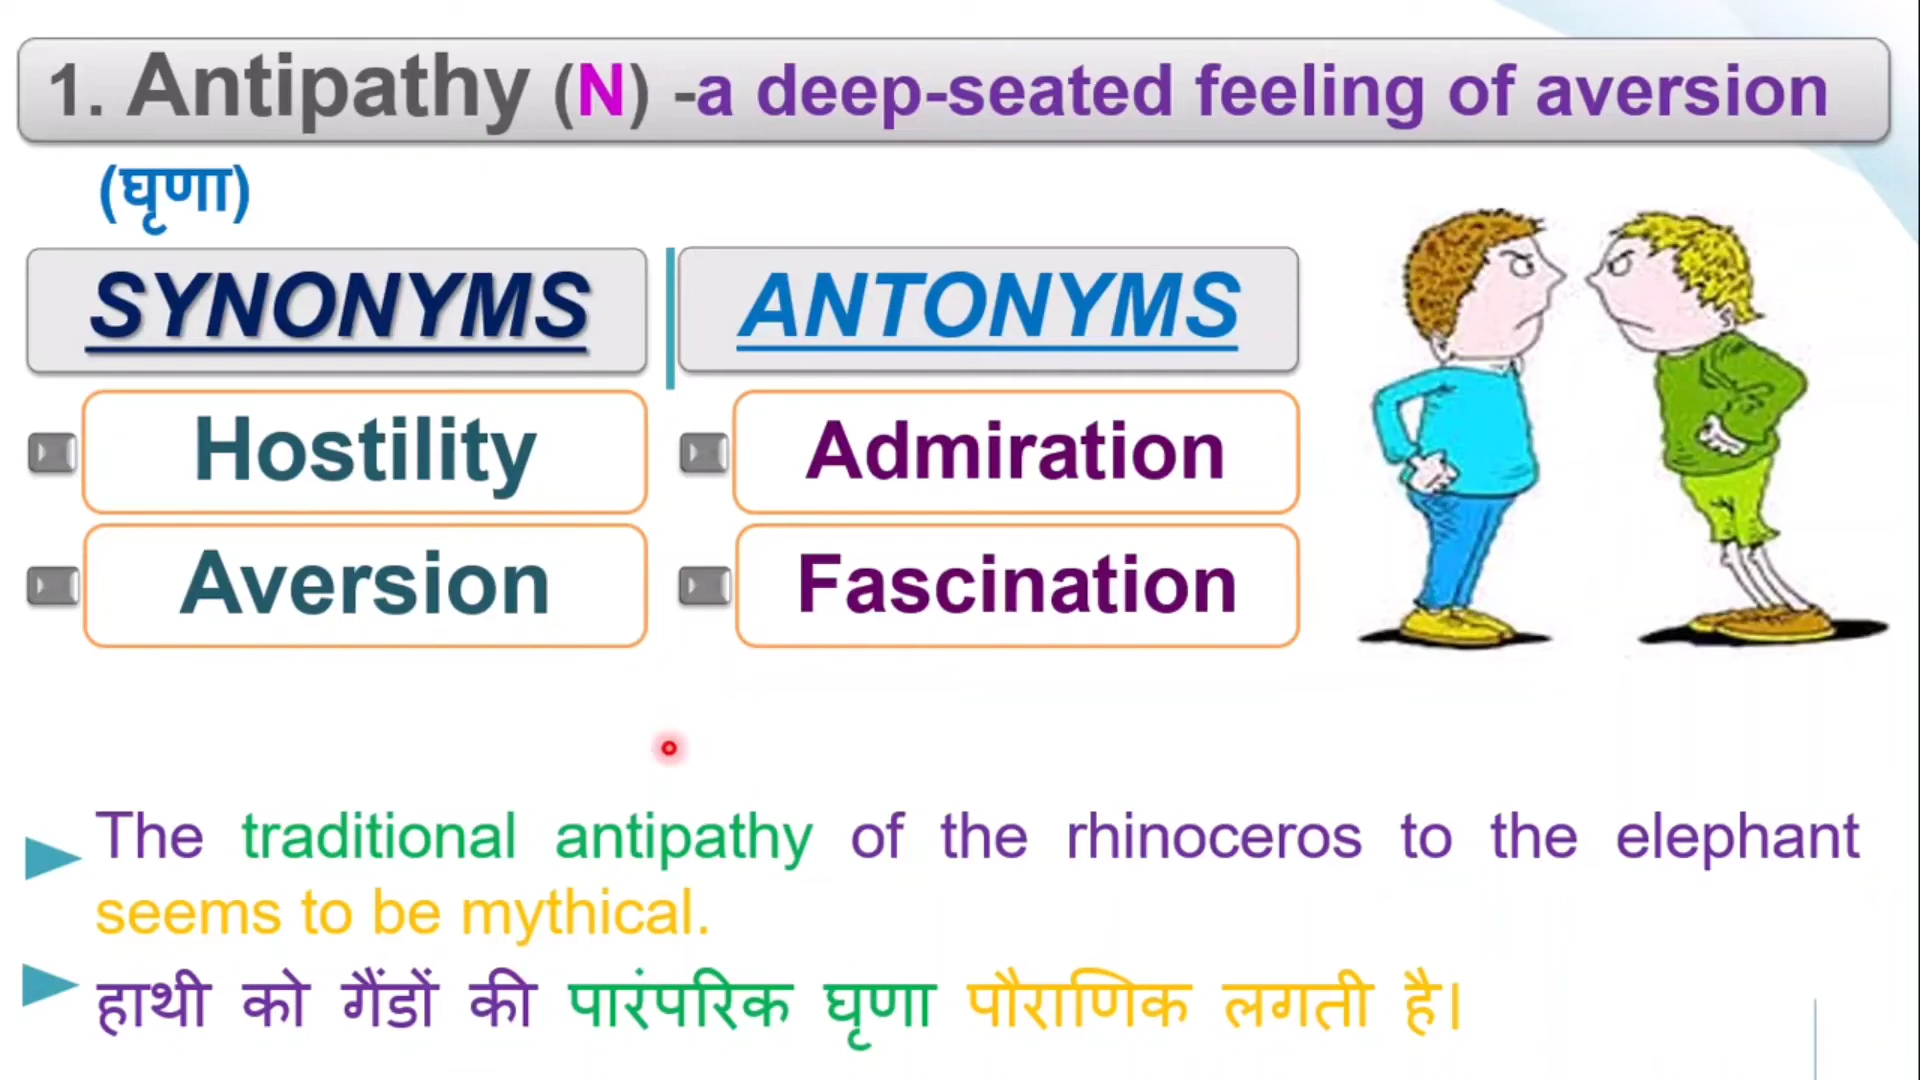 1. Antipathy (N) -a deep-seated feeling of aversion
(घृणा)
SYNONYMS
ANTONYMS
Hostility
Admiration
Aversion
Fascination
The traditional antipathy of the rhinoceros to the elephant
seems to be mythical.
हाथी को गैंडों की पारंपरिक घृणा पौराणिक लगती है।